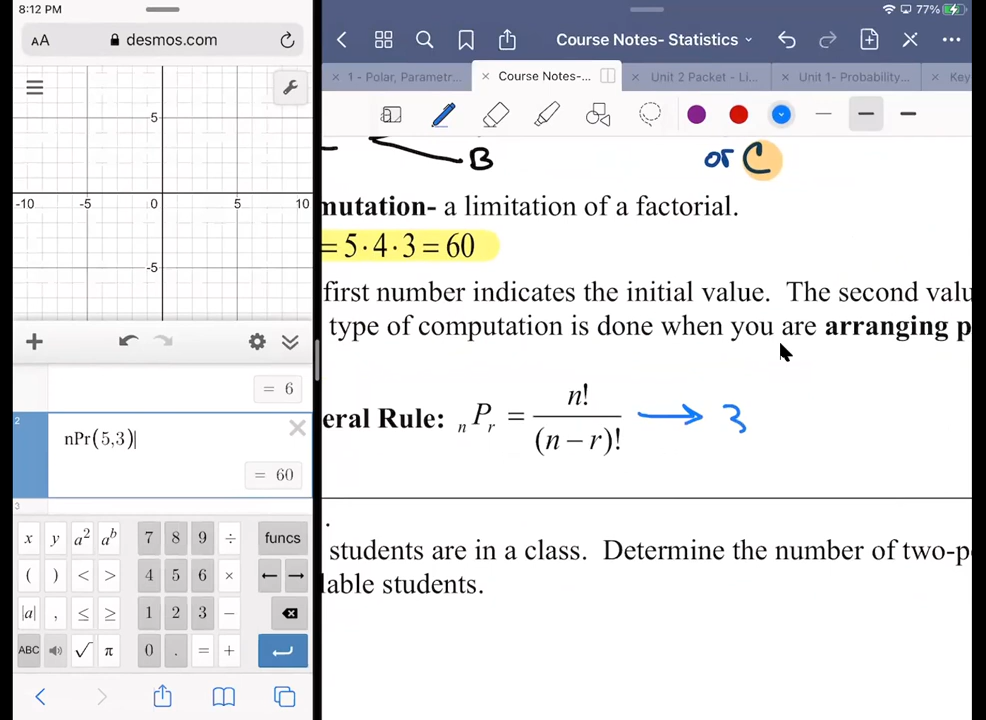 8:12 PM
77%
AA desmos.com
Course Notes- Statistics
1 - Polar, Parametr...
Course Notes-...
Unit 2 Packet - Li...
Unit 1- Probability...
Key
5
-10 -5 0 5 10
-5
B
or C
mutation- a limitation of a factorial.
= 5·4·3 = 60
first number indicates the initial value. The second valu
type of computation is done when you are arranging p
eral Rule: nPr = n!/(n − r)! → 3
.
students are in a class. Determine the number of two-p
lable students.
= 6
2
nPr(5,3)
= 60
3
x y a² aᵇ 7 8 9 ÷ funcs
( ) < > 4 5 6 × ← →
|a| , ≤ ≥ 1 2 3 −
ABC √ π 0 . = +